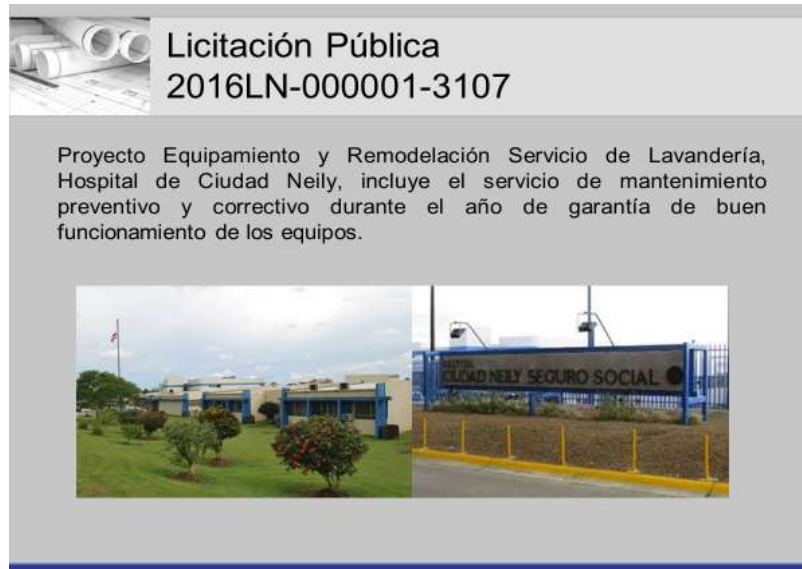 Licitación Pública
2016LN-000001-3107
Proyecto Equipamiento y Remodelación Servicio de Lavandería,
Hospital de Ciudad Neily, incluye el servicio de mantenimiento
preventivo y correctivo durante el año de garantía de buen
funcionamiento de los equipos.
HOSPITAL
CIUDAD NEILY SEGURO SOCIAL